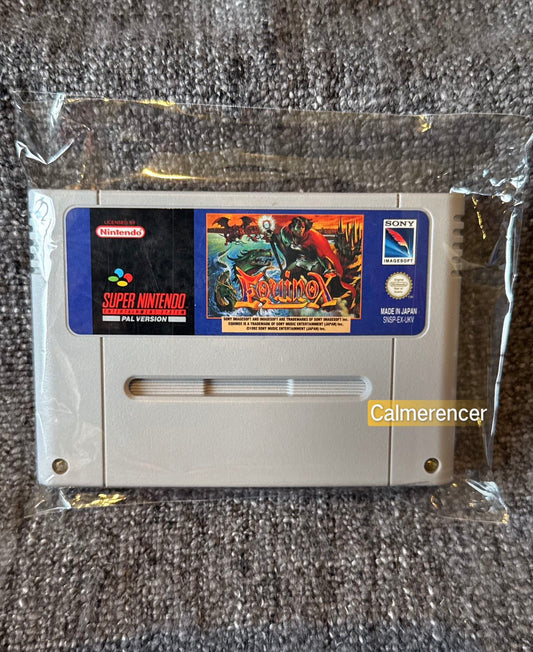 LICENSED BY
Nintendo
SUPER NINTENDO
ENTERTAINMENT SYSTEM
PAL VERSION
EQUINOX
SONY IMAGESOFT AND IMAGESOFT ARE TRADEMARKS OF SONY IMAGESOFT Inc.
EQUINOX IS A TRADEMARK OF SONY MUSIC ENTERTAINMENT (JAPAN) Inc.
©1993 SONY MUSIC ENTERTAINMENT (JAPAN) Inc.
SONY
IMAGESOFT
MADE IN JAPAN
SNSP-EX-UKV
Calmerencer